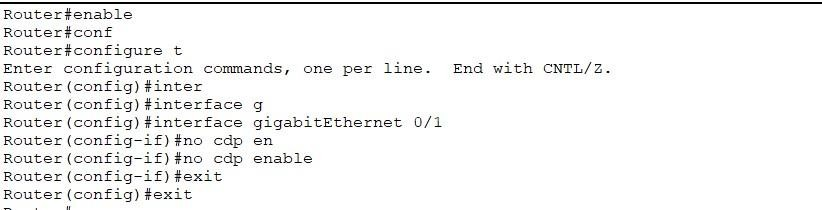 Router#enable
Router#conf
Router#configure t
Enter configuration commands, one per line.  End with CNTL/Z.
Router(config)#inter
Router(config)#interface g
Router(config)#interface gigabitEthernet 0/1
Router(config-if)#no cdp en
Router(config-if)#no cdp enable
Router(config-if)#exit
Router(config)#exit